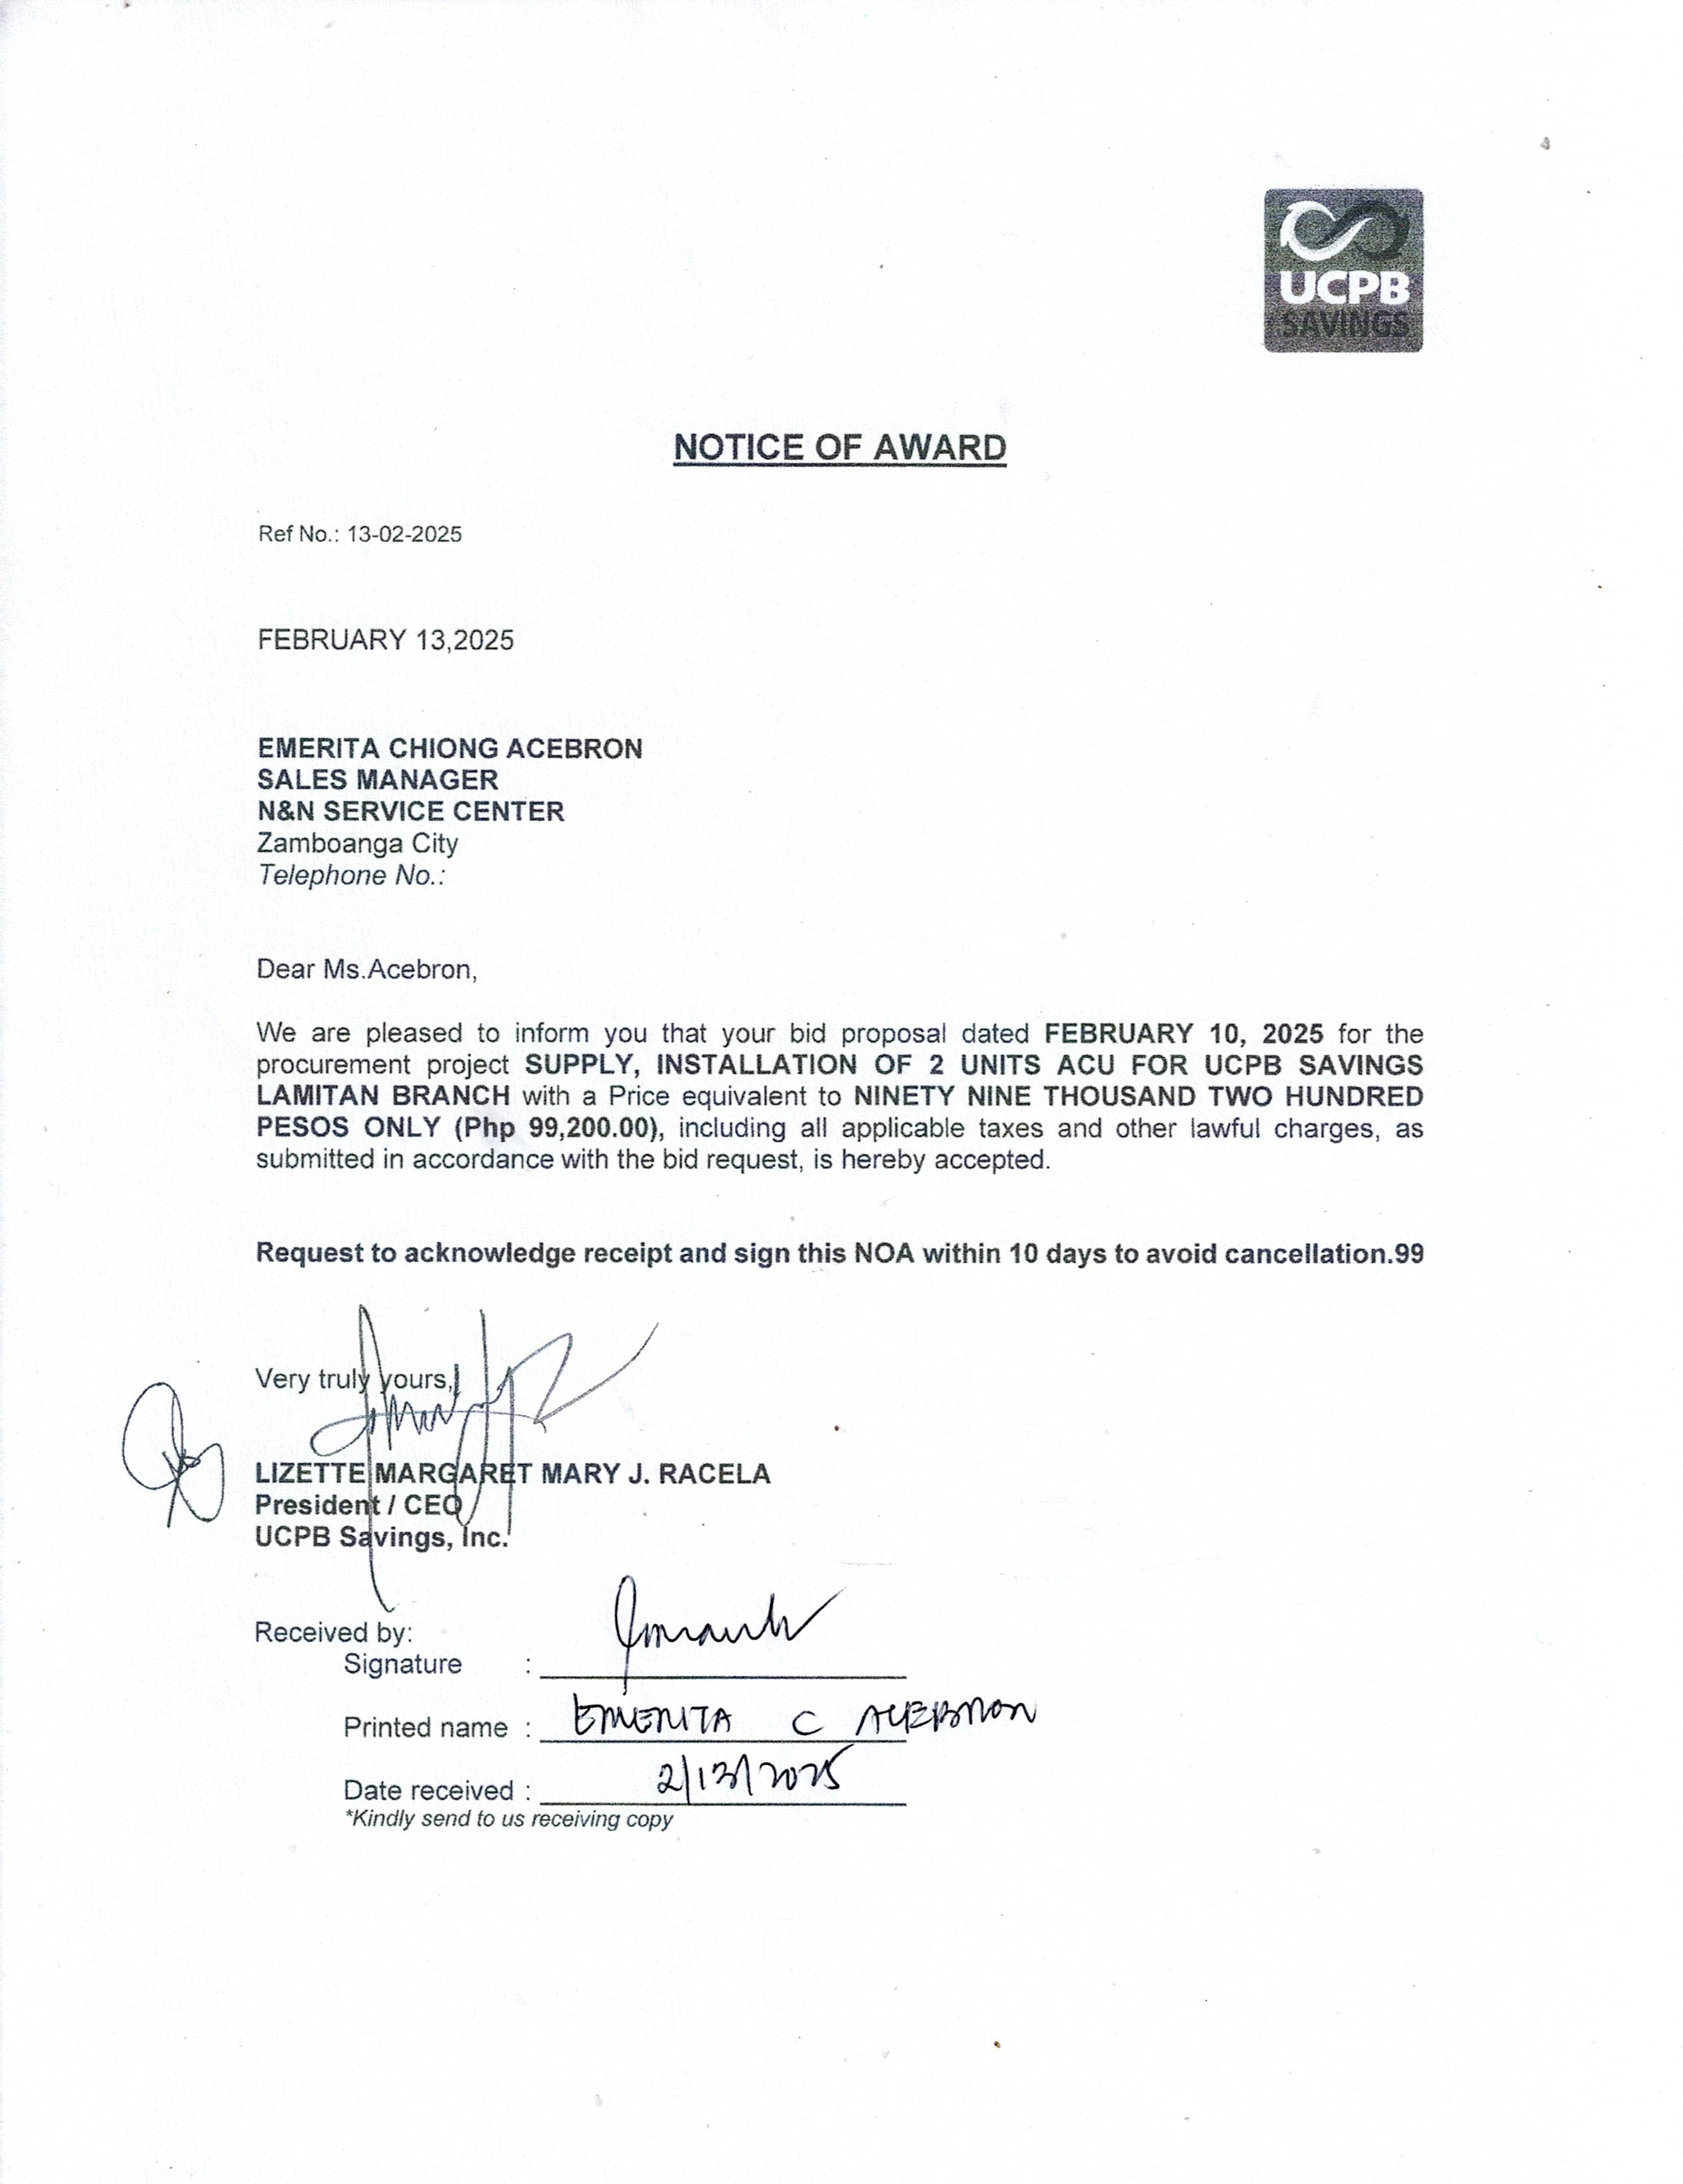 UCPB
SAVINGS
NOTICE OF AWARD
Ref No.: 13-02-2025
FEBRUARY 13,2025
EMERITA CHIONG ACEBRON
SALES MANAGER
N&N SERVICE CENTER
Zamboanga City
Telephone No.:
Dear Ms.Acebron,
We are pleased to inform you that your bid proposal dated FEBRUARY 10, 2025 for the
procurement project SUPPLY, INSTALLATION OF 2 UNITS ACU FOR UCPB SAVINGS
LAMITAN BRANCH with a Price equivalent to NINETY NINE THOUSAND TWO HUNDRED
PESOS ONLY (Php 99,200.00), including all applicable taxes and other lawful charges, as
submitted in accordance with the bid request, is hereby accepted.
Request to acknowledge receipt and sign this NOA within 10 days to avoid cancellation.99
Very truly yours,
LIZETTE MARGARET MARY J. RACELA
President / CEO
UCPB Savings, Inc.
Received by:
Signature :
Printed name : EMERITA C ACEBRON
Date received : 2/13/2025
*Kindly send to us receiving copy